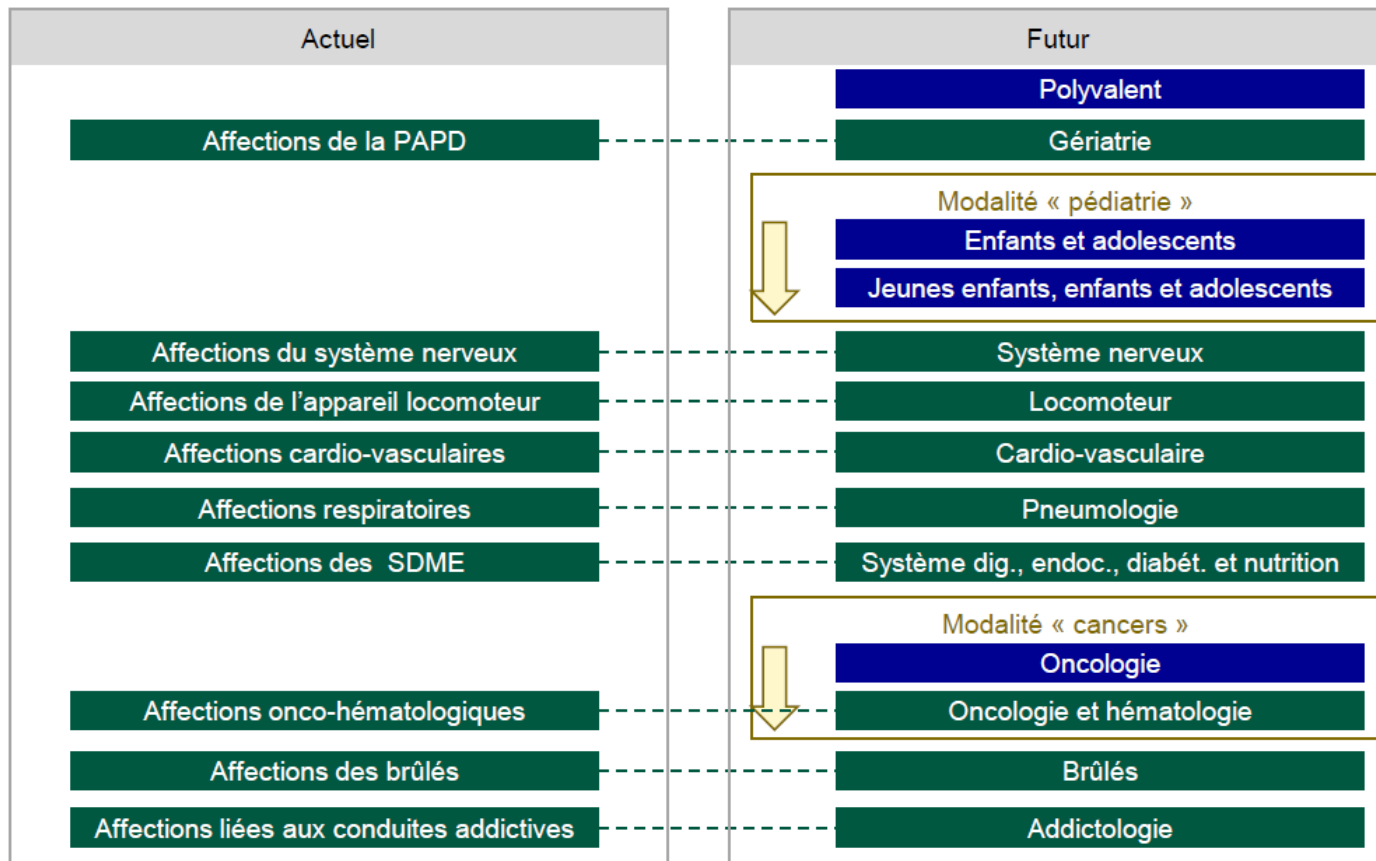 Actuel
Futur
Polyvalent
Affections de la PAPD
Gériatrie
Modalité « pédiatrie »
Enfants et adolescents
Jeunes enfants, enfants et adolescents
Affections du système nerveux
Système nerveux
Affections de l'appareil locomoteur
Locomoteur
Affections cardio-vasculaires
Cardio-vasculaire
Affections respiratoires
Pneumologie
Affections des SDME
Système dig., endoc., diabét. et nutrition
Modalité « cancers »
Oncologie
Affections onco-hématologiques
Oncologie et hématologie
Affections des brûlés
Brûlés
Affections liées aux conduites addictives
Addictologie